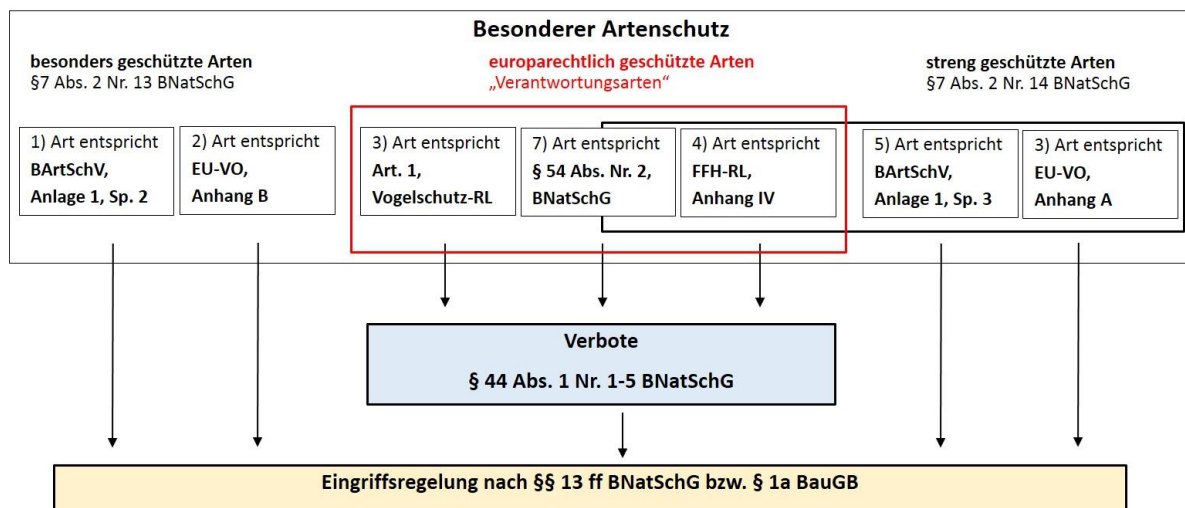 Besonderer Artenschutz
besonders geschützte Arten
§7 Abs. 2 Nr. 13 BNatSchG
europarechtlich geschützte Arten
„Verantwortungsarten“
streng geschützte Arten
§7 Abs. 2 Nr. 14 BNatSchG
1) Art entspricht
BArtSchV,
Anlage 1, Sp. 2
2) Art entspricht
EU-VO,
Anhang B
3) Art entspricht
Art. 1,
Vogelschutz-RL
7) Art entspricht
§ 54 Abs. Nr. 2,
BNatSchG
4) Art entspricht
FFH-RL,
Anhang IV
5) Art entspricht
BArtSchV,
Anlage 1, Sp. 3
3) Art entspricht
EU-VO,
Anhang A
Verbote
§ 44 Abs. 1 Nr. 1-5 BNatSchG
Eingriffsregelung nach §§ 13 ff BNatSchG bzw. § 1a BauGB